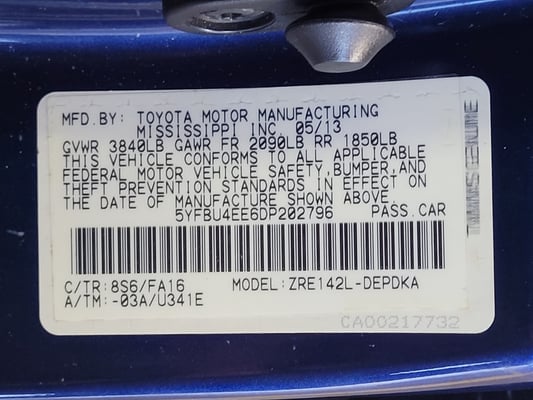 MFD.BY: TOYOTA MOTOR MANUFACTURING
MISSISSIPPI INC. 05/13
GVWR 3840LB GAWR FR 2090LB RR 1850LB
THIS VEHICLE CONFORMS TO ALL APPLICABLE
FEDERAL MOTOR VEHICLE SAFETY,BUMPER,AND
THEFT PREVENTION STANDARDS IN EFFECT ON
THE DATE OF MANUFACTURE SHOWN ABOVE.
5YFBU4EE6DP202796 PASS.CAR
C/TR:8S6/FA16 MODEL:ZRE142L-DEPDKA
A/TM:-03A/U341E
CA00217732